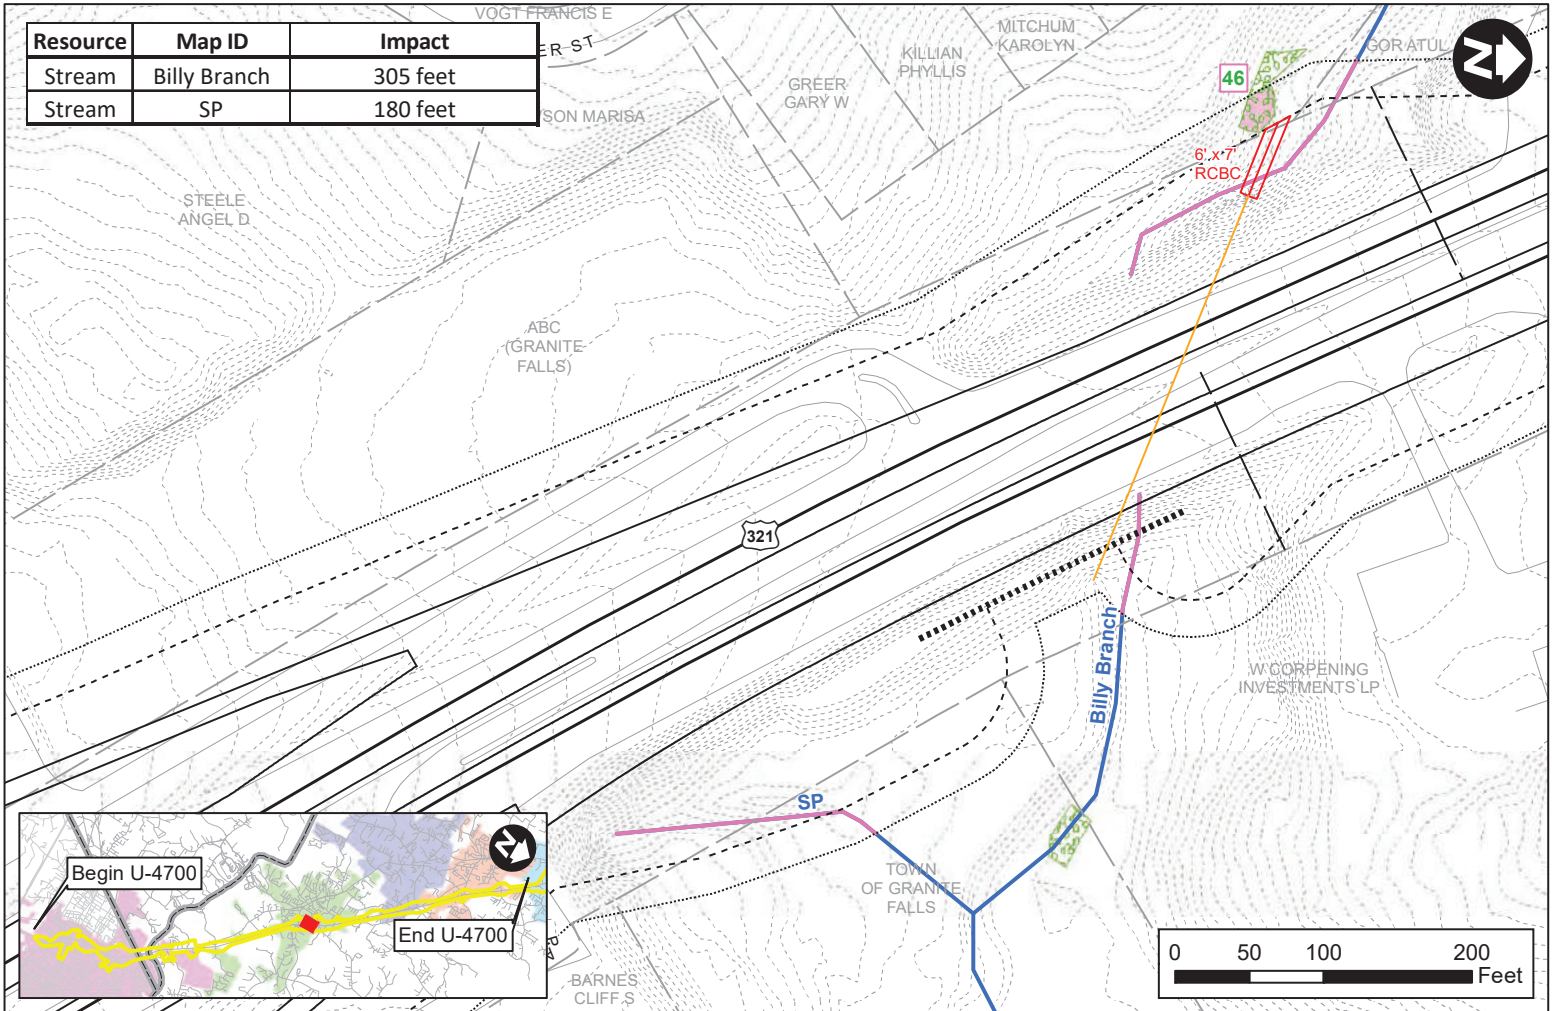 Resource Map ID Impact
Stream Billy Branch 305 feet
Stream SP 180 feet
VOGT FRANCIS E
ER ST
SON MARISA
GREER
GARY W
KILLIAN
PHYLLIS
MITCHUM
KAROLYN
GOR ATUL
N
46
6' x 7'
RCBC
STEELE
ANGEL D
ABC
(GRANITE
FALLS)
321
Billy Branch
W CORPENING
INVESTMENTS LP
SP
TOWN
OF GRANITE
FALLS
BARNES
CLIFF S
Begin U-4700
End U-4700
N
0 50 100 200
Feet